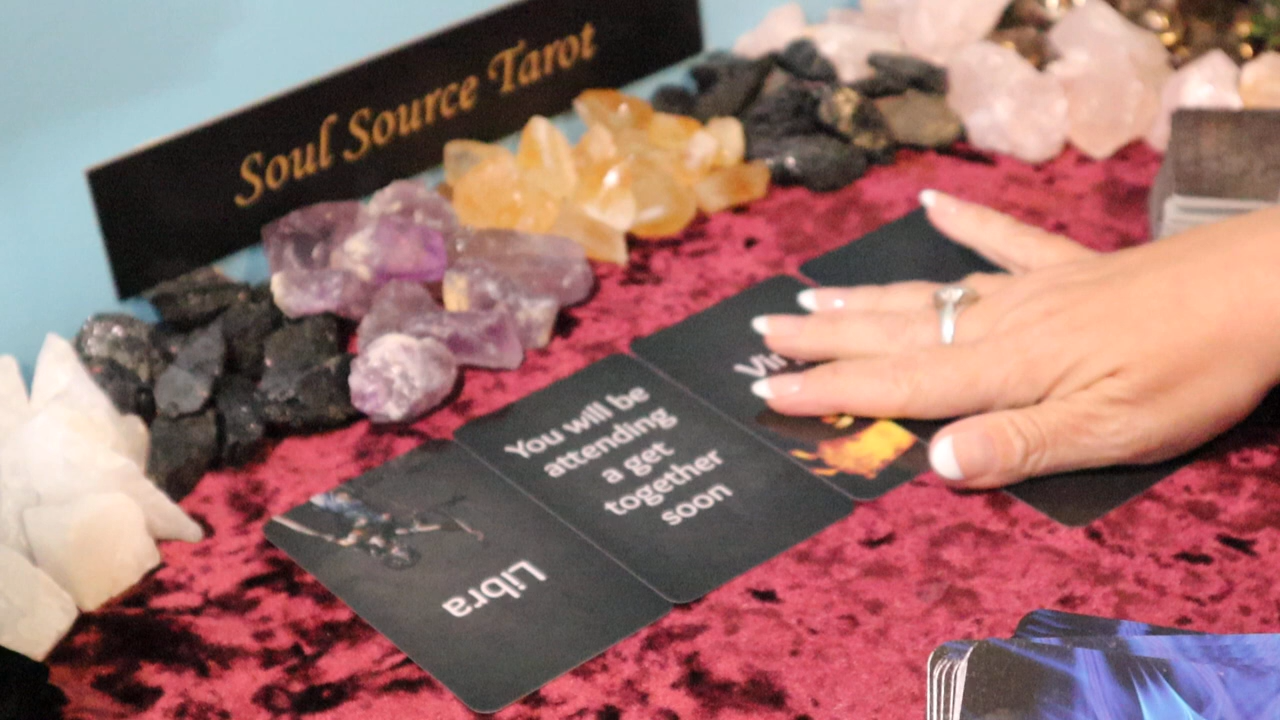 Soul Source Tarot
You will be
attending
a get
together
soon
Libra